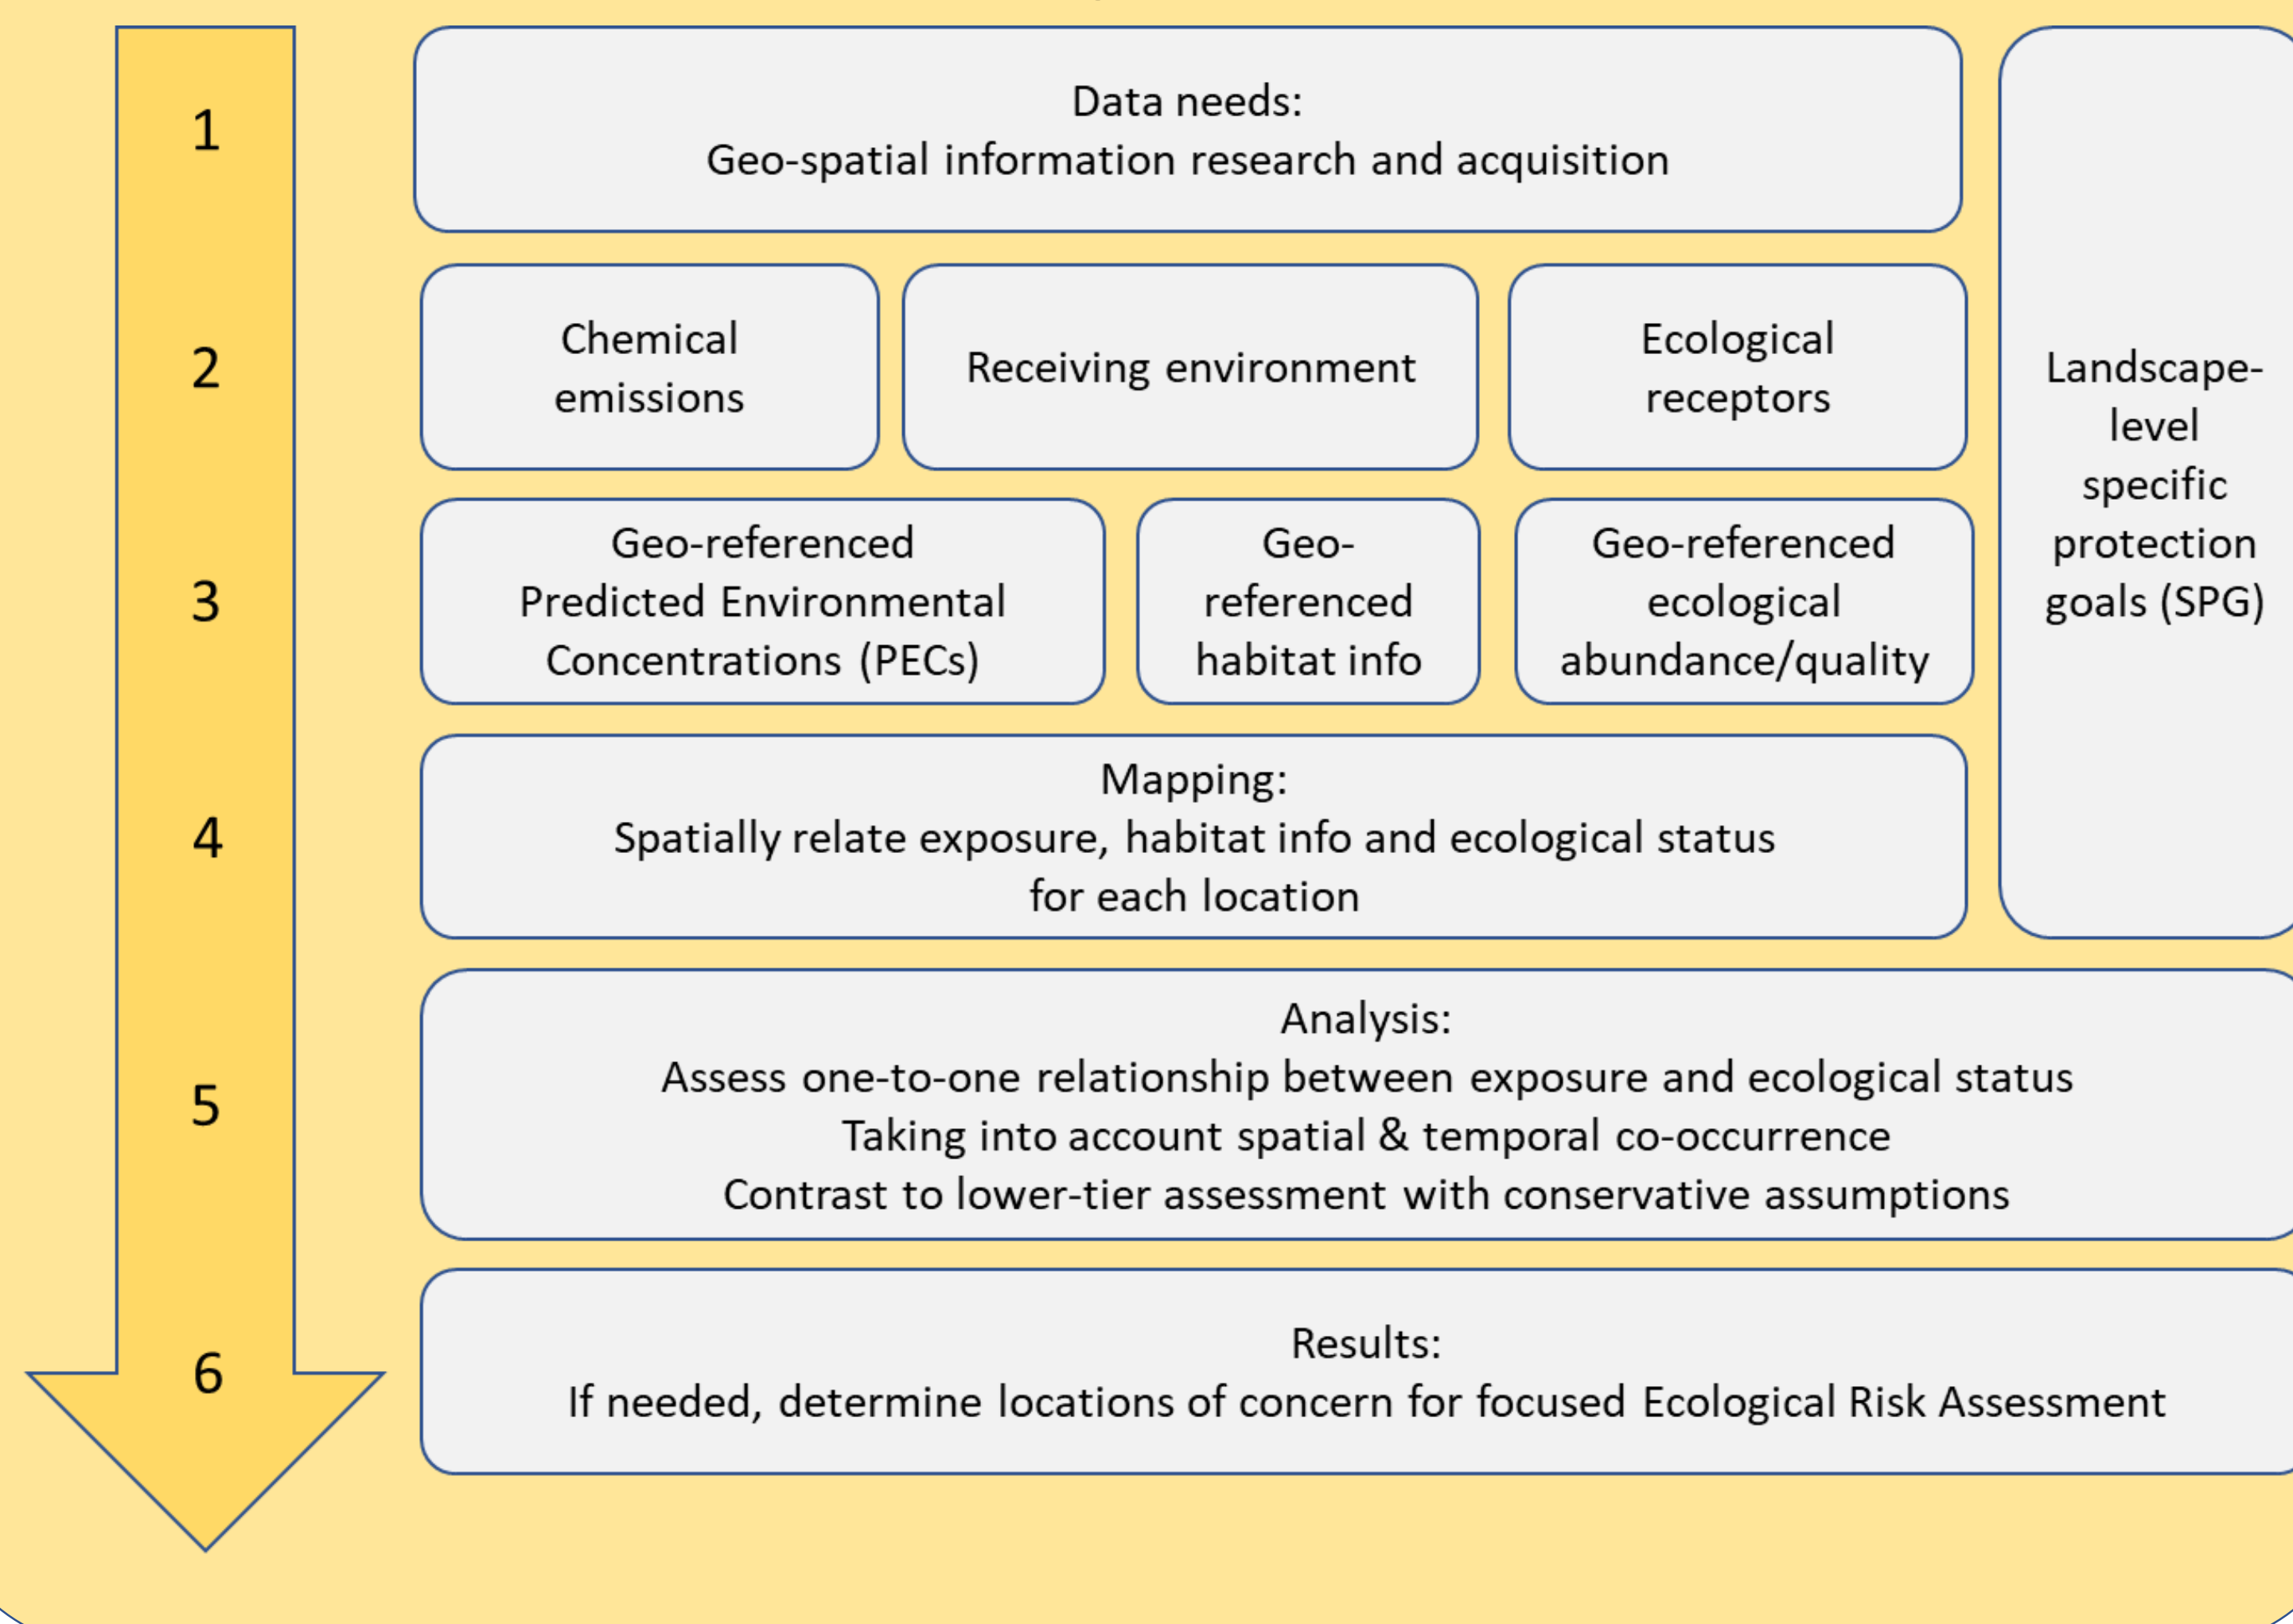 1
Data needs:
Geo-spatial information research and acquisition
2
Chemical
emissions
Receiving environment
Ecological
receptors
Landscape-
level
specific
protection
goals (SPG)
3
Geo-referenced
Predicted Environmental
Concentrations (PECs)
Geo-
referenced
habitat info
Geo-referenced
ecological
abundance/quality
4
Mapping:
Spatially relate exposure, habitat info and ecological status
for each location
5
Analysis:
Assess one-to-one relationship between exposure and ecological status
Taking into account spatial & temporal co-occurrence
Contrast to lower-tier assessment with conservative assumptions
6
Results:
If needed, determine locations of concern for focused Ecological Risk Assessment